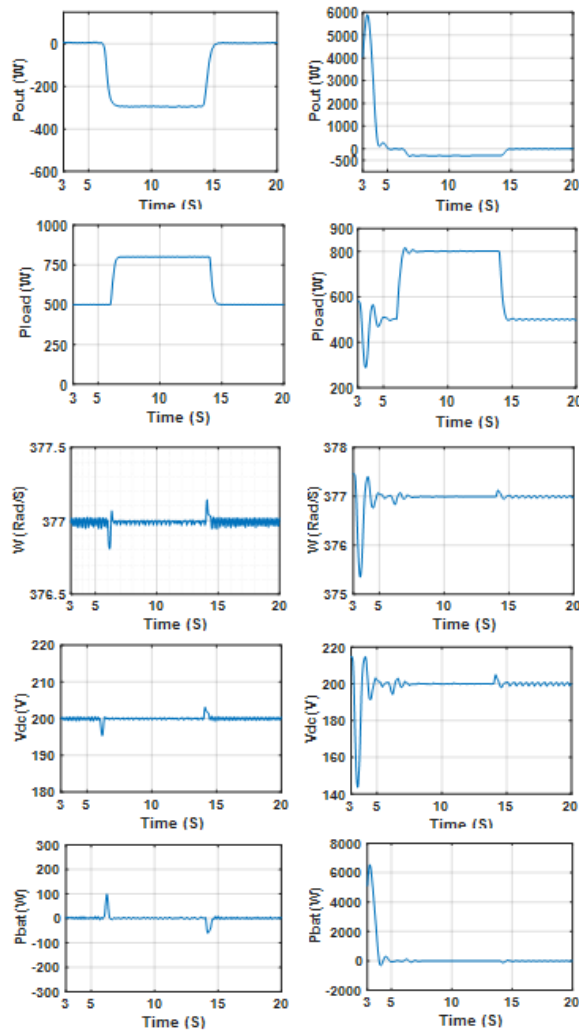 0
-200
-400
-600
Pout (W)
3 5 10 15 20
Time (S)
6000
5000
4000
3000
2000
1000
0
-500
Pout (W)
3 5 10 15 20
Time (S)
1000
750
500
250
0
Pload (W)
3 5 10 15 20
Time (S)
900
800
600
400
200
Pload (W)
3 5 10 15 20
Time (S)
377.5
377
376.5
W (Rad/S)
3 5 10 15 20
Time (S)
378
377
376
375
W (Rad/S)
3 5 10 15 20
Time (S)
220
210
200
190
180
Vdc (V)
3 5 10 15 20
Time (S)
220
200
180
160
140
Vdc (V)
3 5 10 15 20
Time (S)
300
200
100
0
-100
-200
-300
Pbat (W)
3 5 10 15 20
Time (S)
8000
6000
4000
2000
0
-2000
Pbat (W)
3 5 10 15 20
Time (S)